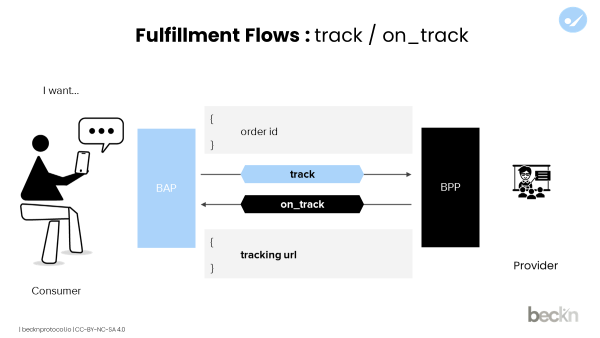 Fulfillment Flows : track / on_track
I want...
{
order id
}
BAP
track
BPP
on_track
{
tracking url
}
Provider
Consumer
beckn
| becknprotocol.io | CC-BY-NC-SA 4.0